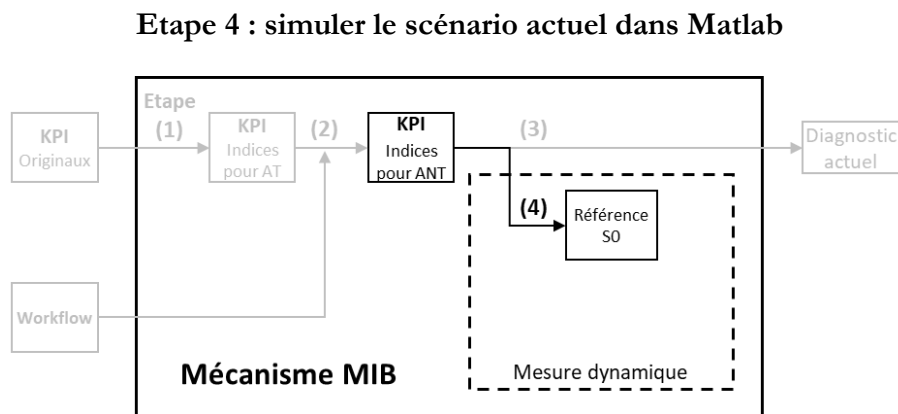 Etape 4 : simuler le scénario actuel dans Matlab
Etape
KPI
Originaux
(1)
KPI
Indices
pour AT
(2)
KPI
Indices
pour ANT
(3)
Diagnostic
actuel
(4)
Référence
S0
Workflow
Mécanisme MIB
Mesure dynamique